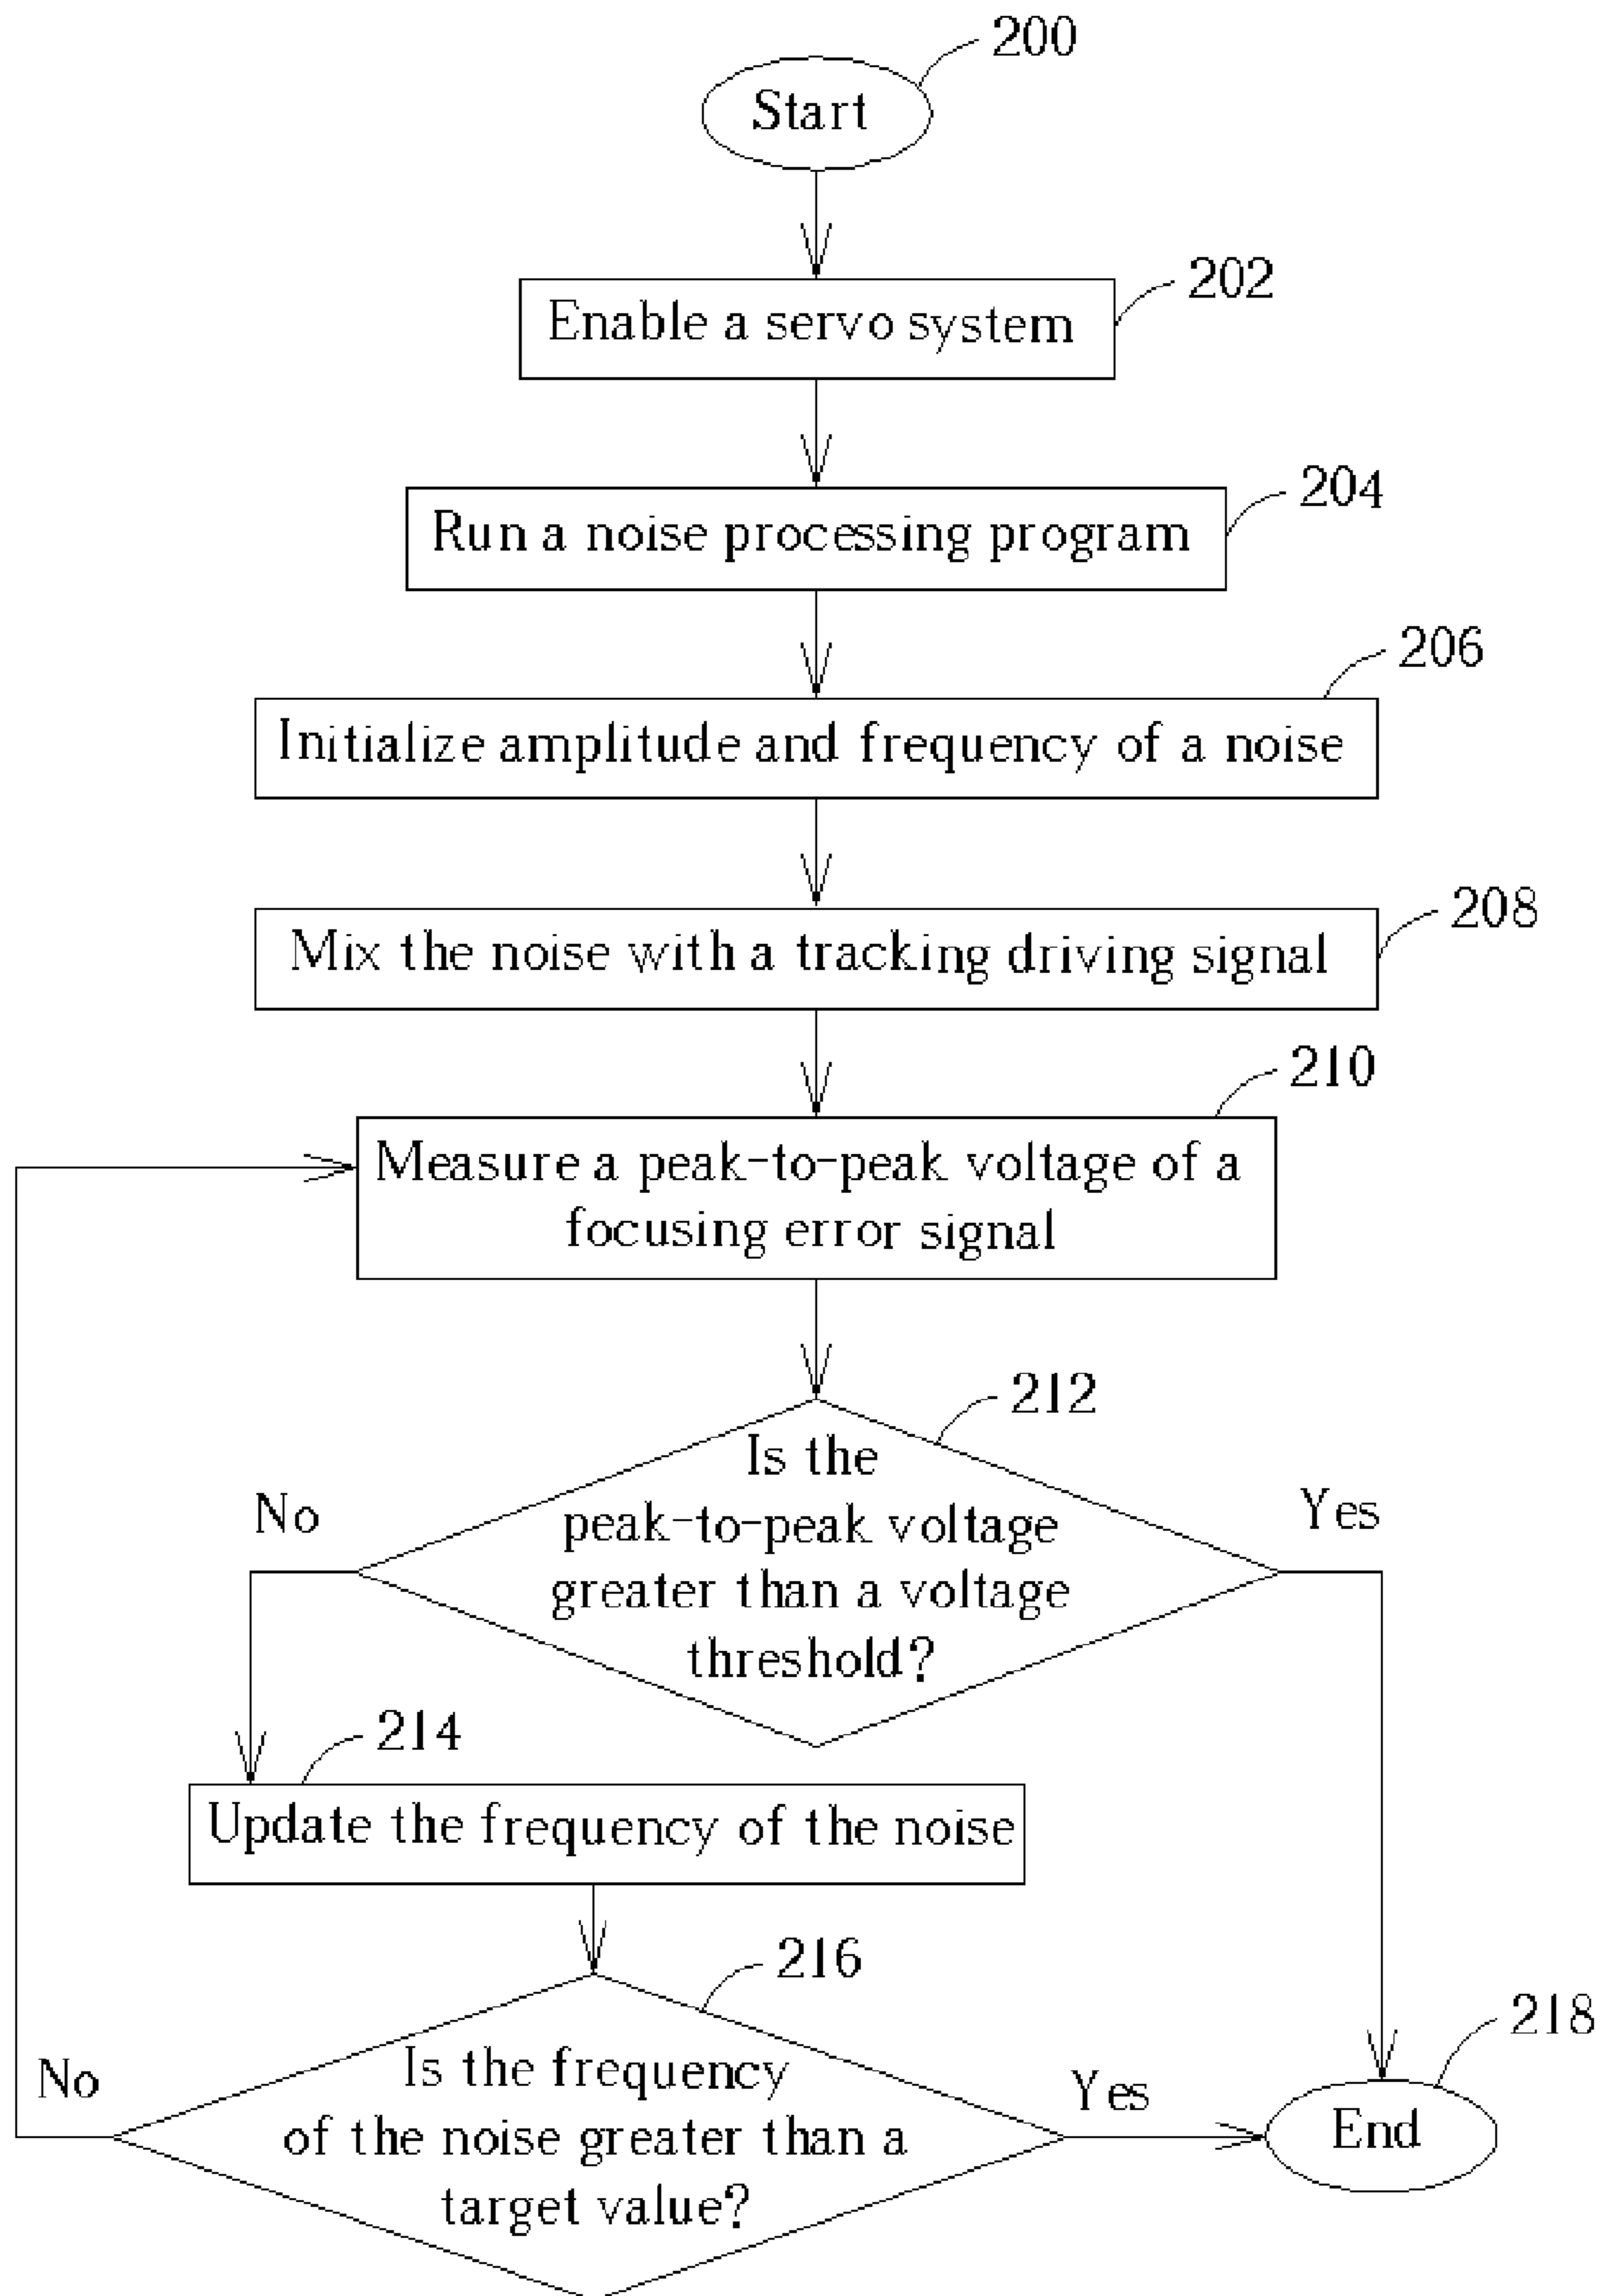 200
Start
202
Enable a servo system
204
Run a noise processing program
206
Initialize amplitude and frequency of a noise
208
Mix the noise with a tracking driving signal
210
Measure a peak-to-peak voltage of a
focusing error signal
212
Is the
peak-to-peak voltage
greater than a voltage
threshold?
No
Yes
214
Update the frequency of the noise
216
Is the frequency
of the noise greater than a
target value?
No
Yes
218
End